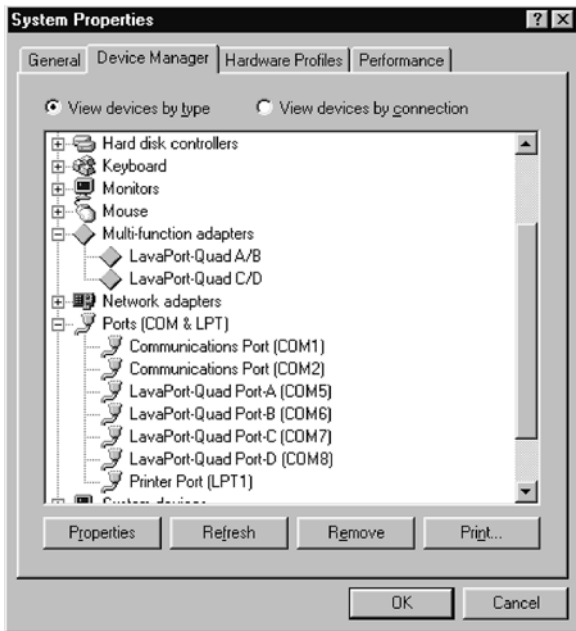 System Properties
General Device Manager Hardware Profiles Performance
View devices by type View devices by connection
Hard disk controllers
Keyboard
Monitors
Mouse
Multi-function adapters
LavaPort-Quad A/B
LavaPort-Quad C/D
Network adapters
Ports (COM & LPT)
Communications Port (COM1)
Communications Port (COM2)
LavaPort-Quad Port-A (COM5)
LavaPort-Quad Port-B (COM6)
LavaPort-Quad Port-C (COM7)
LavaPort-Quad Port-D (COM8)
Printer Port (LPT1)
System devices
Properties Refresh Remove Print...
OK Cancel